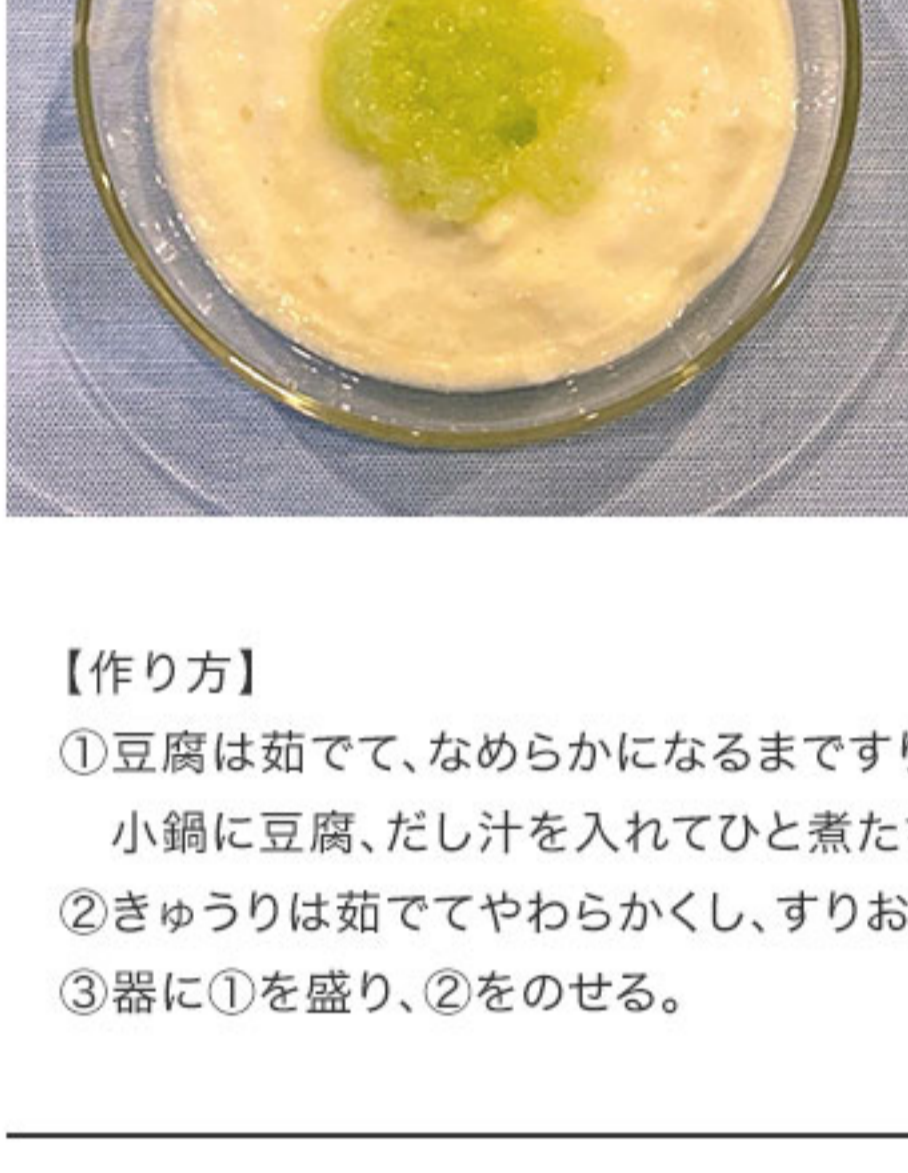 【作り方】
①豆腐は茹でて、なめらかになるまですり
小鍋に豆腐、だし汁を入れてひと煮た
②きゅうりは茹でてやわらかくし、すりお
③器に①を盛り、②をのせる。